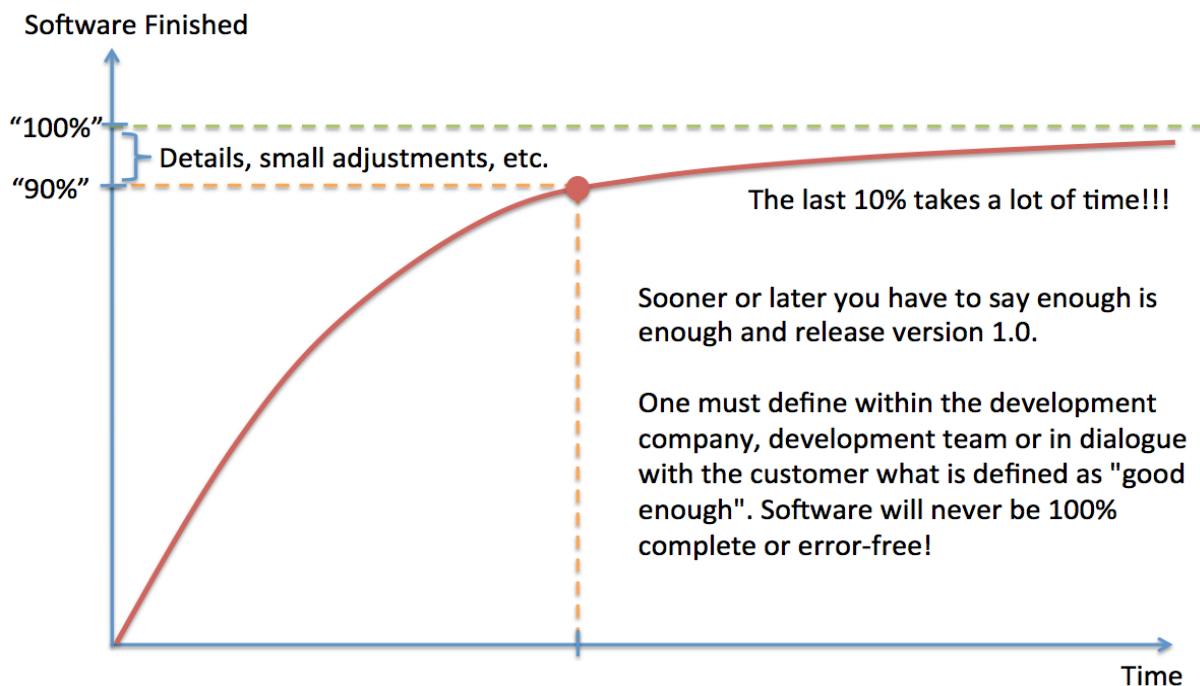 Software Finished
“100%”
Details, small adjustments, etc.
“90%”
The last 10% takes a lot of time!!!
Sooner or later you have to say enough is
enough and release version 1.0.
One must define within the development
company, development team or in dialogue
with the customer what is defined as "good
enough". Software will never be 100%
complete or error-free!
Time